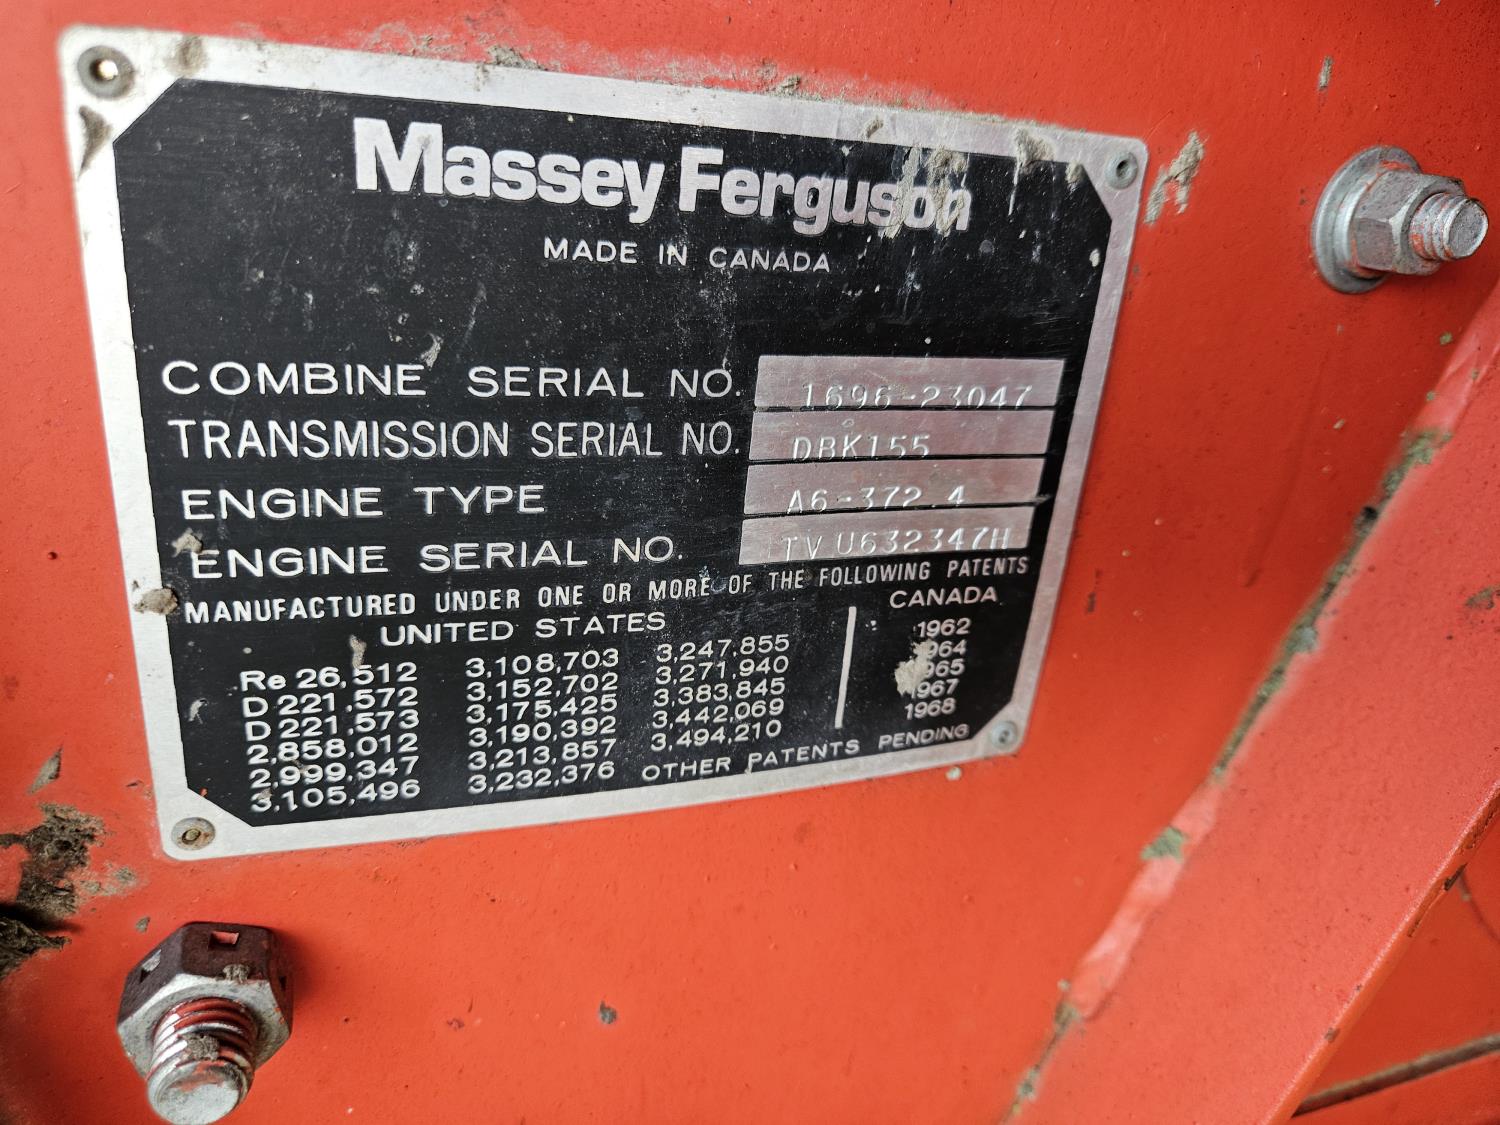 Massey Ferguson
MADE IN CANADA
COMBINE SERIAL NO. 1696-23047
TRANSMISSION SERIAL NO. DBK155
ENGINE TYPE A6-372.4
ENGINE SERIAL NO. TV U632347H
MANUFACTURED UNDER ONE OR MORE OF THE FOLLOWING PATENTS
UNITED STATES CANADA
Re 26,512 3,108,703 3,247,855 1962
D 221,572 3,152,702 3,271,940 1964
D 221,573 3,175,425 3,383,845 1965
2,858,012 3,190,392 3,442,069 1967
2,999,347 3,213,857 3,494,210 1968
3,105,496 3,232,376 OTHER PATENTS PENDING